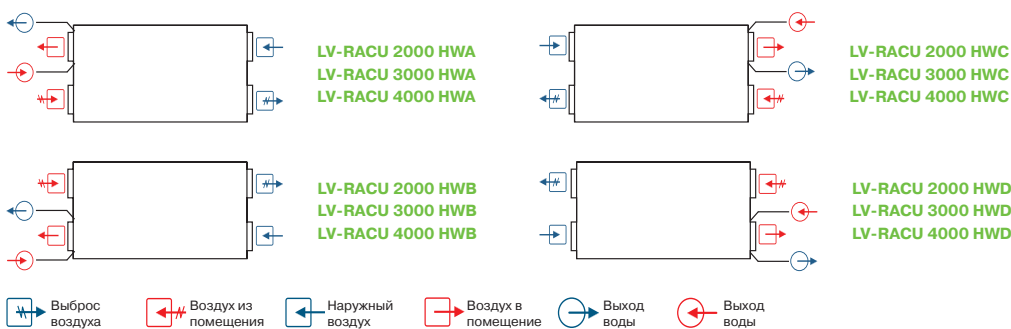 LV-RACU 2000 HWA
LV-RACU 3000 HWA
LV-RACU 4000 HWA
LV-RACU 2000 HWC
LV-RACU 3000 HWC
LV-RACU 4000 HWC
LV-RACU 2000 HWB
LV-RACU 3000 HWB
LV-RACU 4000 HWB
LV-RACU 2000 HWD
LV-RACU 3000 HWD
LV-RACU 4000 HWD
Выброс
воздуха
Воздух из
помещения
Наружный
воздух
Воздух в
помещение
Выход
воды
Выход
воды